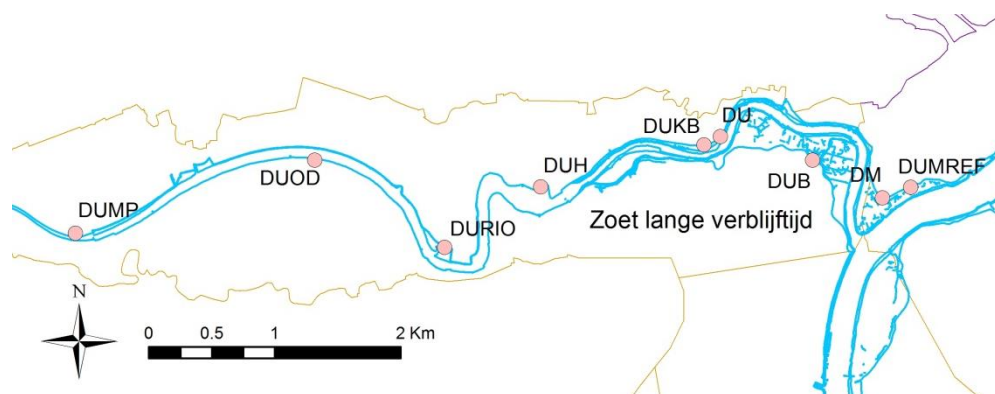 DUKB
DU
DUH
DUOD
DUB
DM
DUMREF
DUMP
DURIO
Zoet lange verblijftijd
N
0 0.5 1 2 Km